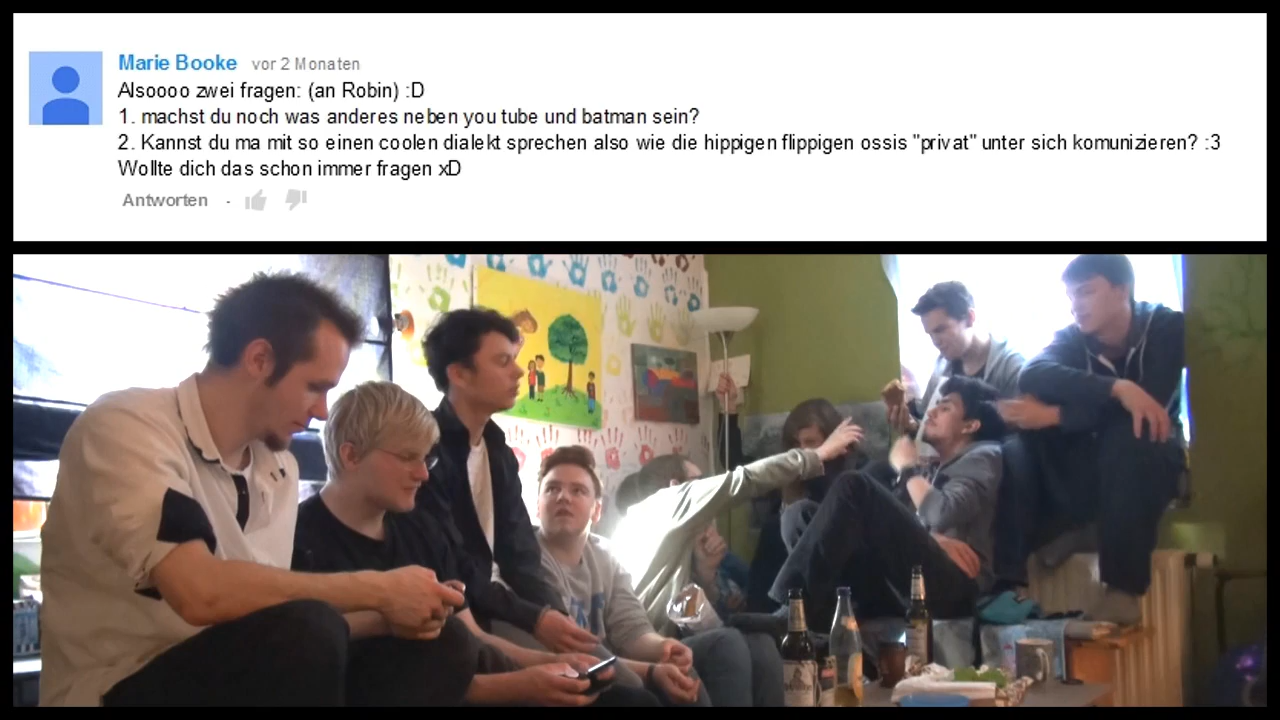 Marie Booke vor 2 Monaten
Alsoooo zwei fragen: (an Robin) :D
1. machst du noch was anderes neben you tube und batman sein?
2. Kannst du ma mit so einen coolen dialekt sprechen also wie die hippigen flippigen ossis "privat" unter sich komunizieren? :3
Wollte dich das schon immer fragen xD
Antworten ·